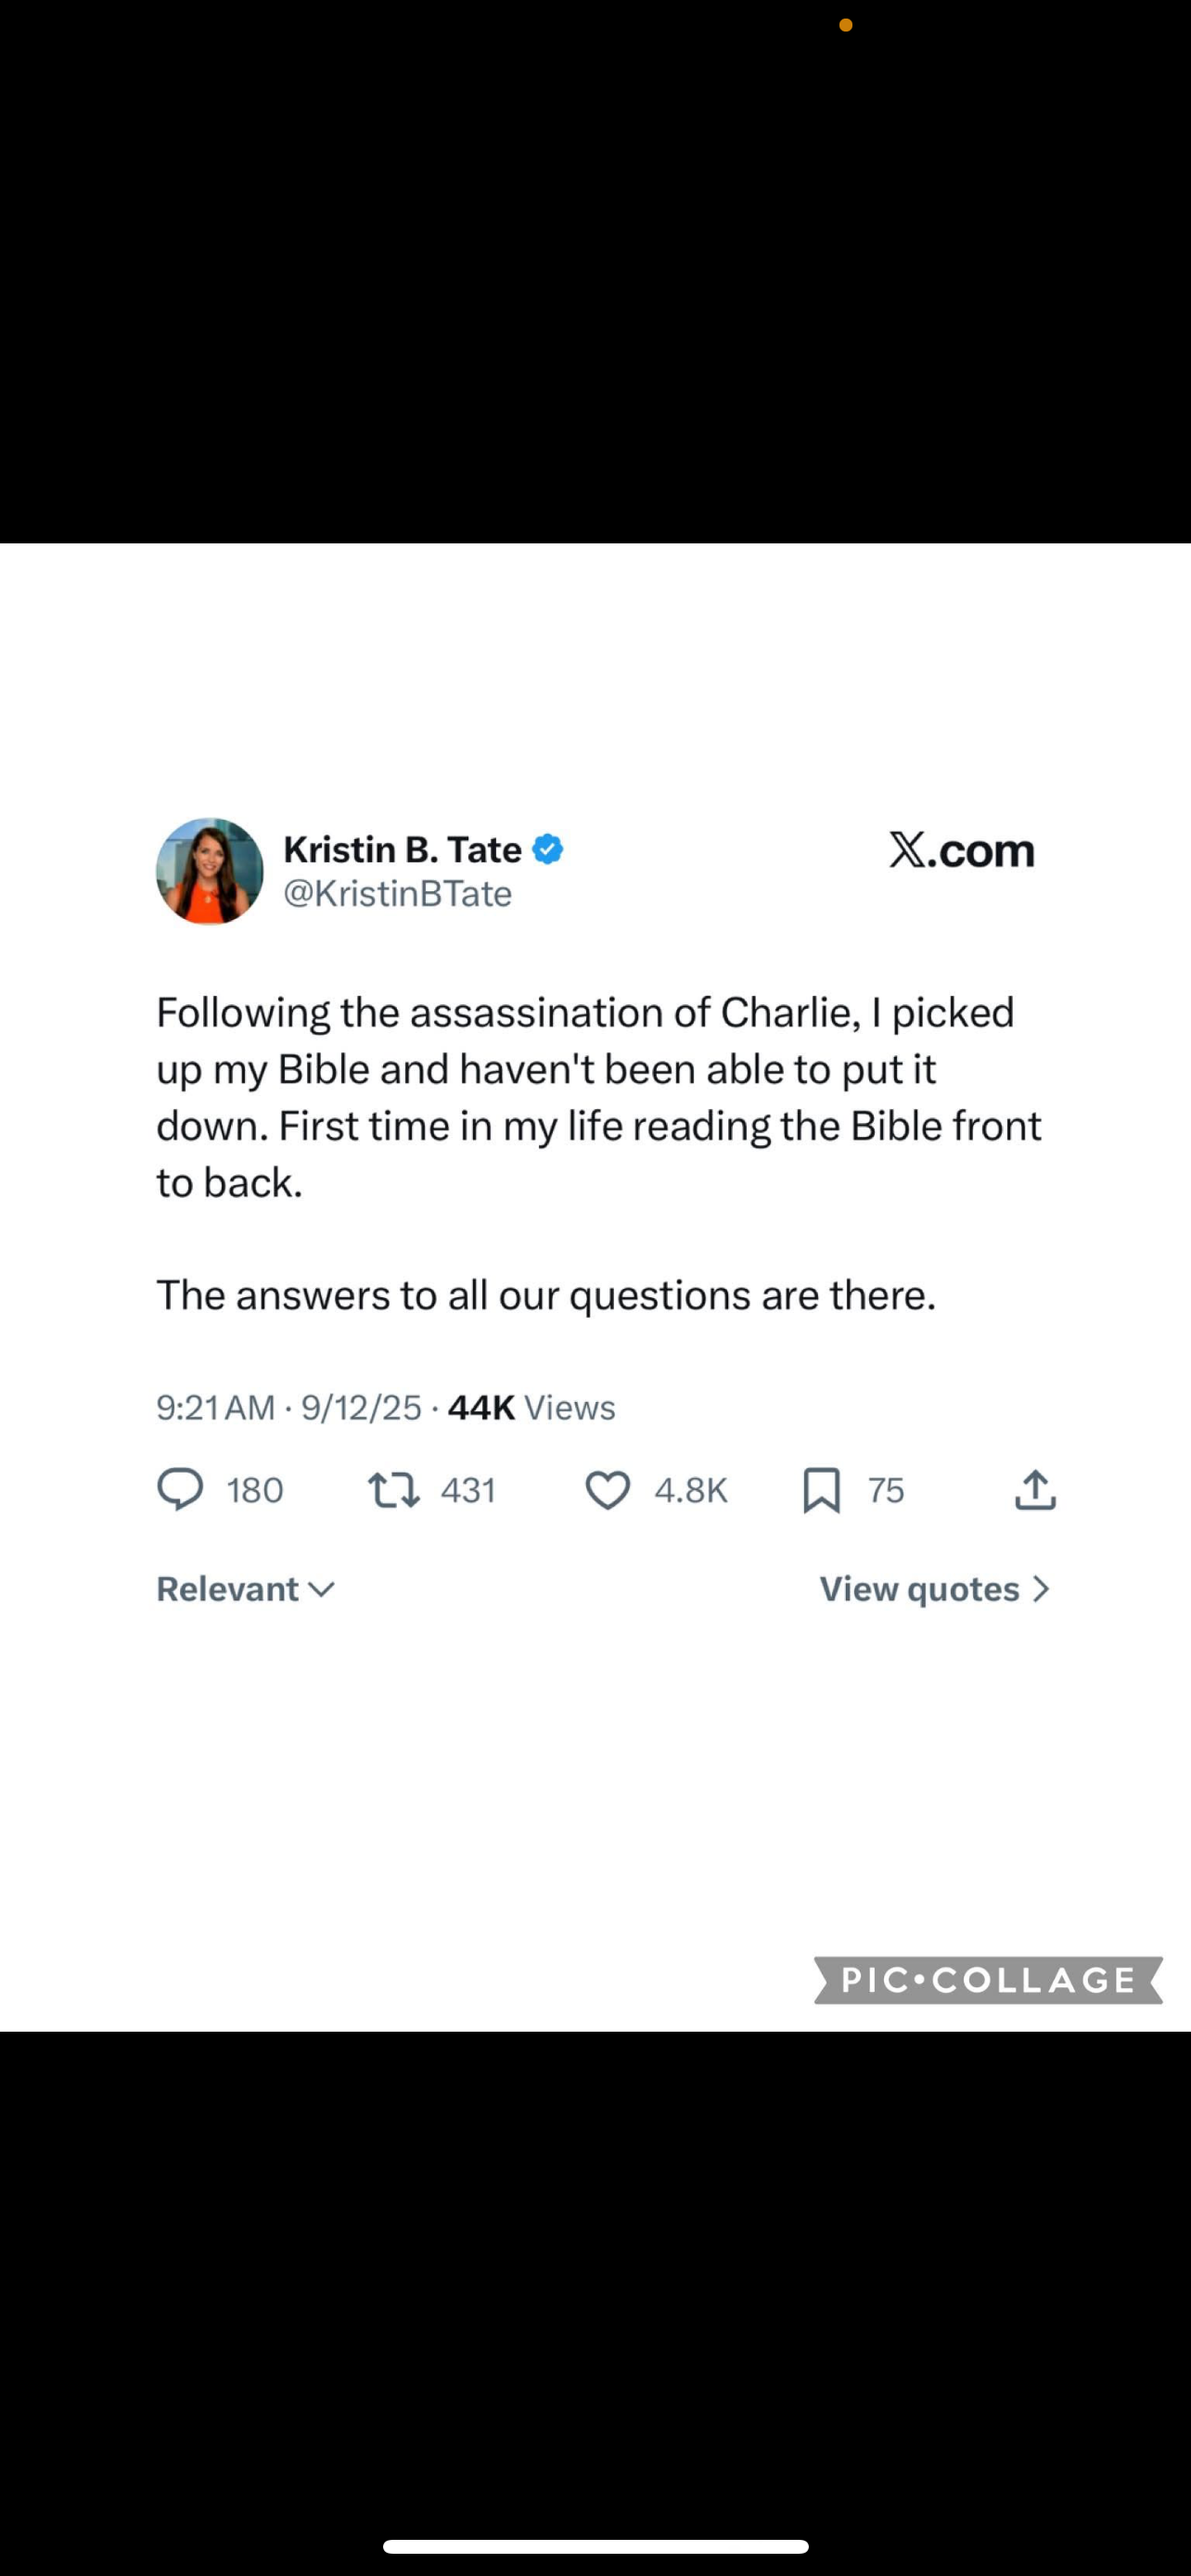 Kristin B. Tate
X.com
@KristinBTate
Following the assassination of Charlie, I picked
up my Bible and haven't been able to put it
down. First time in my life reading the Bible front
to back.
The answers to all our questions are there.
9:21 AM · 9/12/25 · 44K Views
180 431 4.8K 75
Relevant View quotes
PIC•COLLAGE